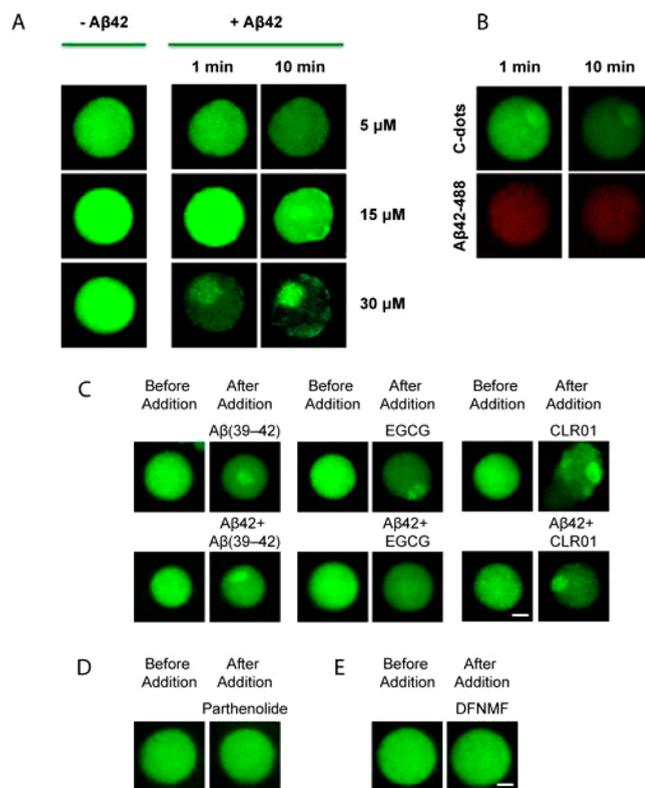 A
- Aβ42
+ Aβ42
1 min
10 min
5 µM
15 µM
30 µM
B
1 min
10 min
C-dots
Aβ42-488
C
Before
Addition
After
Addition
Before
Addition
After
Addition
Before
Addition
After
Addition
Aβ(39–42)
EGCG
CLR01
Aβ42+
Aβ(39–42)
Aβ42+
EGCG
Aβ42+
CLR01
D
Before
Addition
After
Addition
Parthenolide
E
Before
Addition
After
Addition
DFNMF